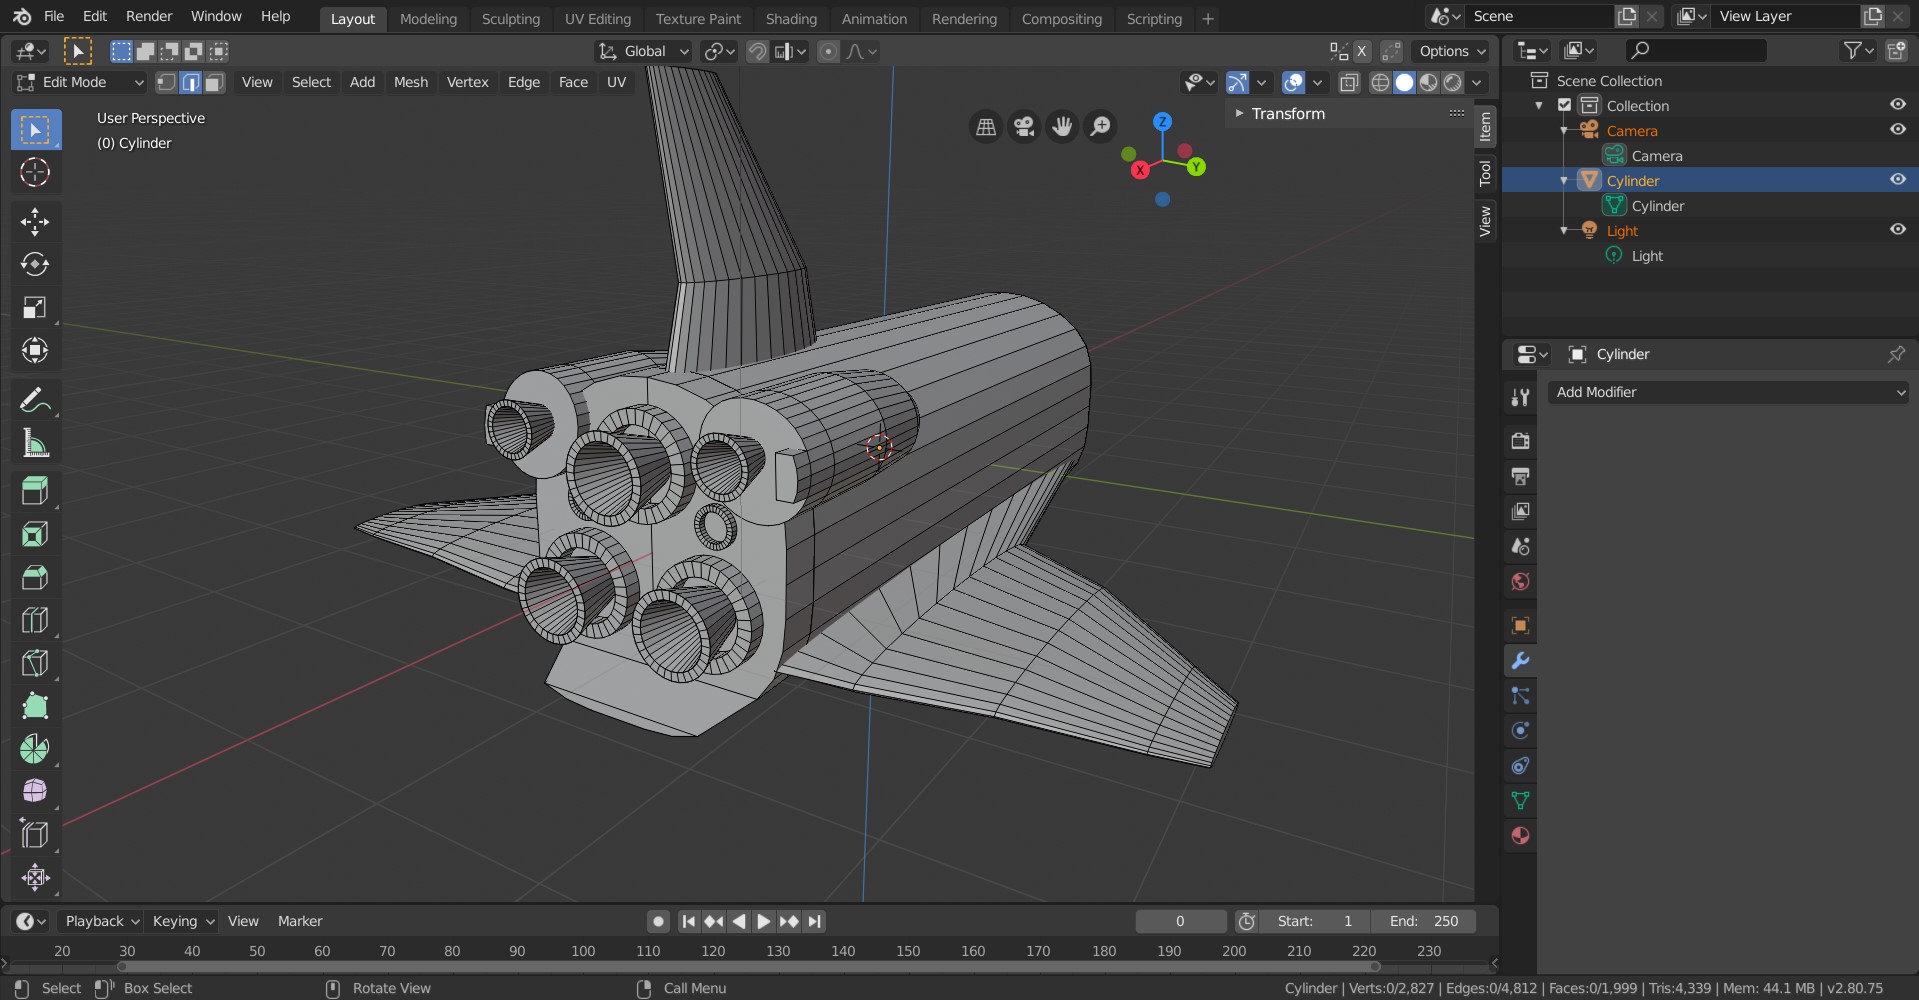 File Edit Render Window Help Layout Modeling Sculpting UV Editing Texture Paint Shading Animation Rendering Compositing Scripting + Scene View Layer
Global X Options
Edit Mode View Select Add Mesh Vertex Edge Face UV
User Perspective
(0) Cylinder
Z
X
Y
Transform
Item
Tool
View
Scene Collection
Collection
Camera
Camera
Cylinder
Cylinder
Light
Light
Cylinder
Add Modifier
Playback Keying View Marker 0 Start: 1 End: 250
20 30 40 50 60 70 80 90 100 110 120 130 140 150 160 170 180 190 200 210 220 230
Select Box Select Rotate View Call Menu Cylinder | Verts:0/2,827 | Edges:0/4,812 | Faces:0/1,999 | Tris:4,339 | Mem: 44.1 MB | v2.80.75